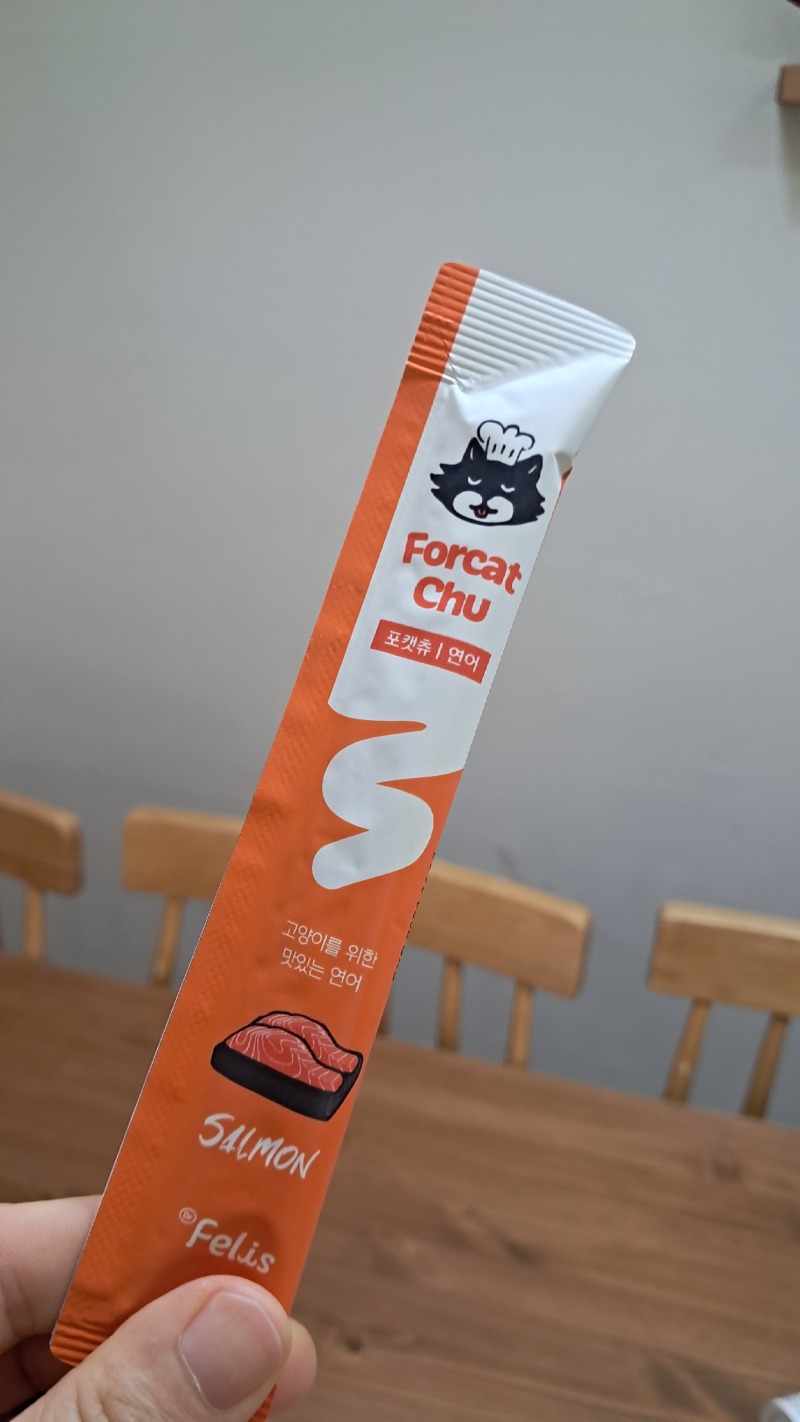 Forcat
Chu
포캣츄 | 연어
고양이를 위한
맛있는 연어
SALMON
Dr Felis